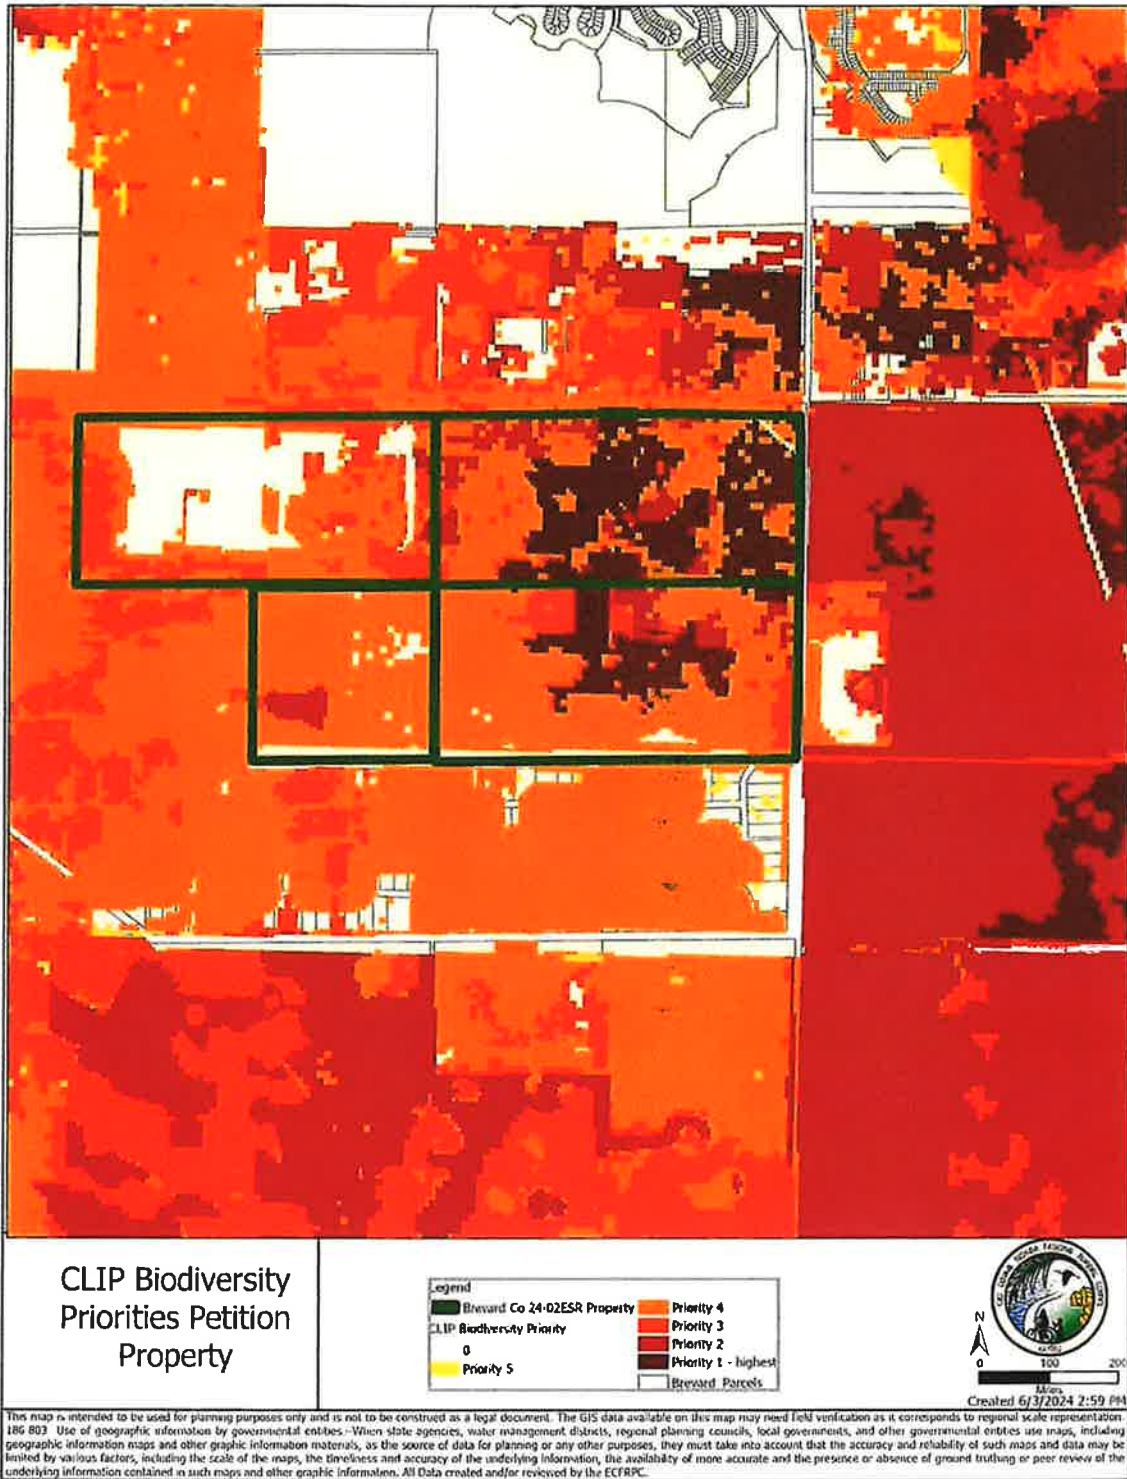 CLIP Biodiversity
Priorities Petition
Property
Legend
Brevard Co 24-02ESR Property
CLIP Biodiversity Priority
0
Priority 5
Priority 4
Priority 3
Priority 2
Priority 1 - highest
Brevard Parcels
N
0 100 200
Miles
Created 6/3/2024 2:59 PM
This map is intended to be used for planning purposes only and is not to be construed as a legal document. The GIS data available on this map may need field verification as it corresponds to regional scale representation.
186 803 Use of geographic information by governmental entities.--When state agencies, water management districts, regional planning councils, local governments, and other governmental entities use maps, including
geographic information maps and other graphic information materials, as the source of data for planning or any other purposes, they must take into account that the accuracy and reliability of such maps and data may be
limited by various factors, including the scale of the maps, the timeliness and accuracy of the underlying information, the availability of more accurate and the presence or absence of ground truthing or peer review of the
underlying information contained in such maps and other graphic information. All Data created and/or reviewed by the ECFRPC.